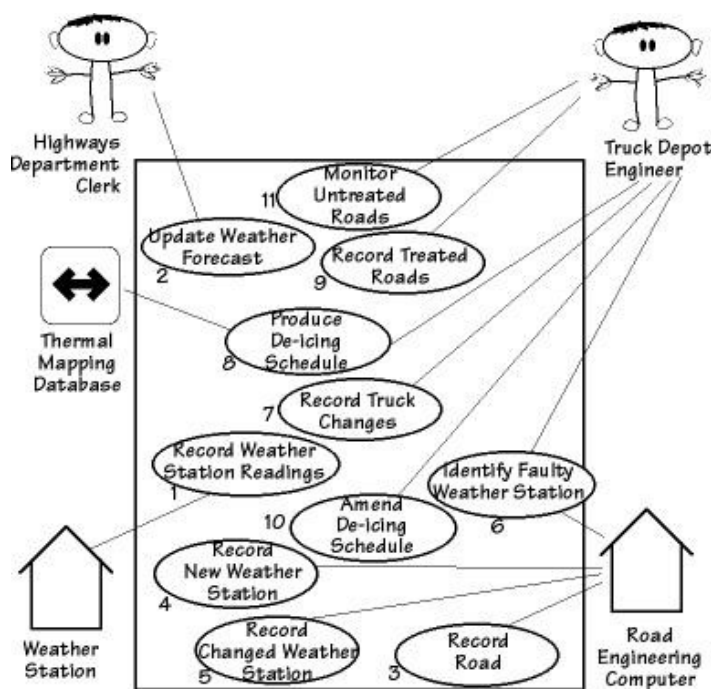 Highways
Department
Clerk
Truck Depot
Engineer
11
Monitor
Untreated
Roads
2
Update Weather
Forecast
9
Record Treated
Roads
Thermal
Mapping
Database
8
Produce
De-icing
Schedule
7
Record Truck
Changes
1
Record Weather
Station Readings
6
Identify Faulty
Weather Station
10
Amend
De-icing
Schedule
4
Record
New Weather
Station
5
Record
Changed Weather
Station
3
Record
Road
Weather
Station
Road
Engineering
Computer